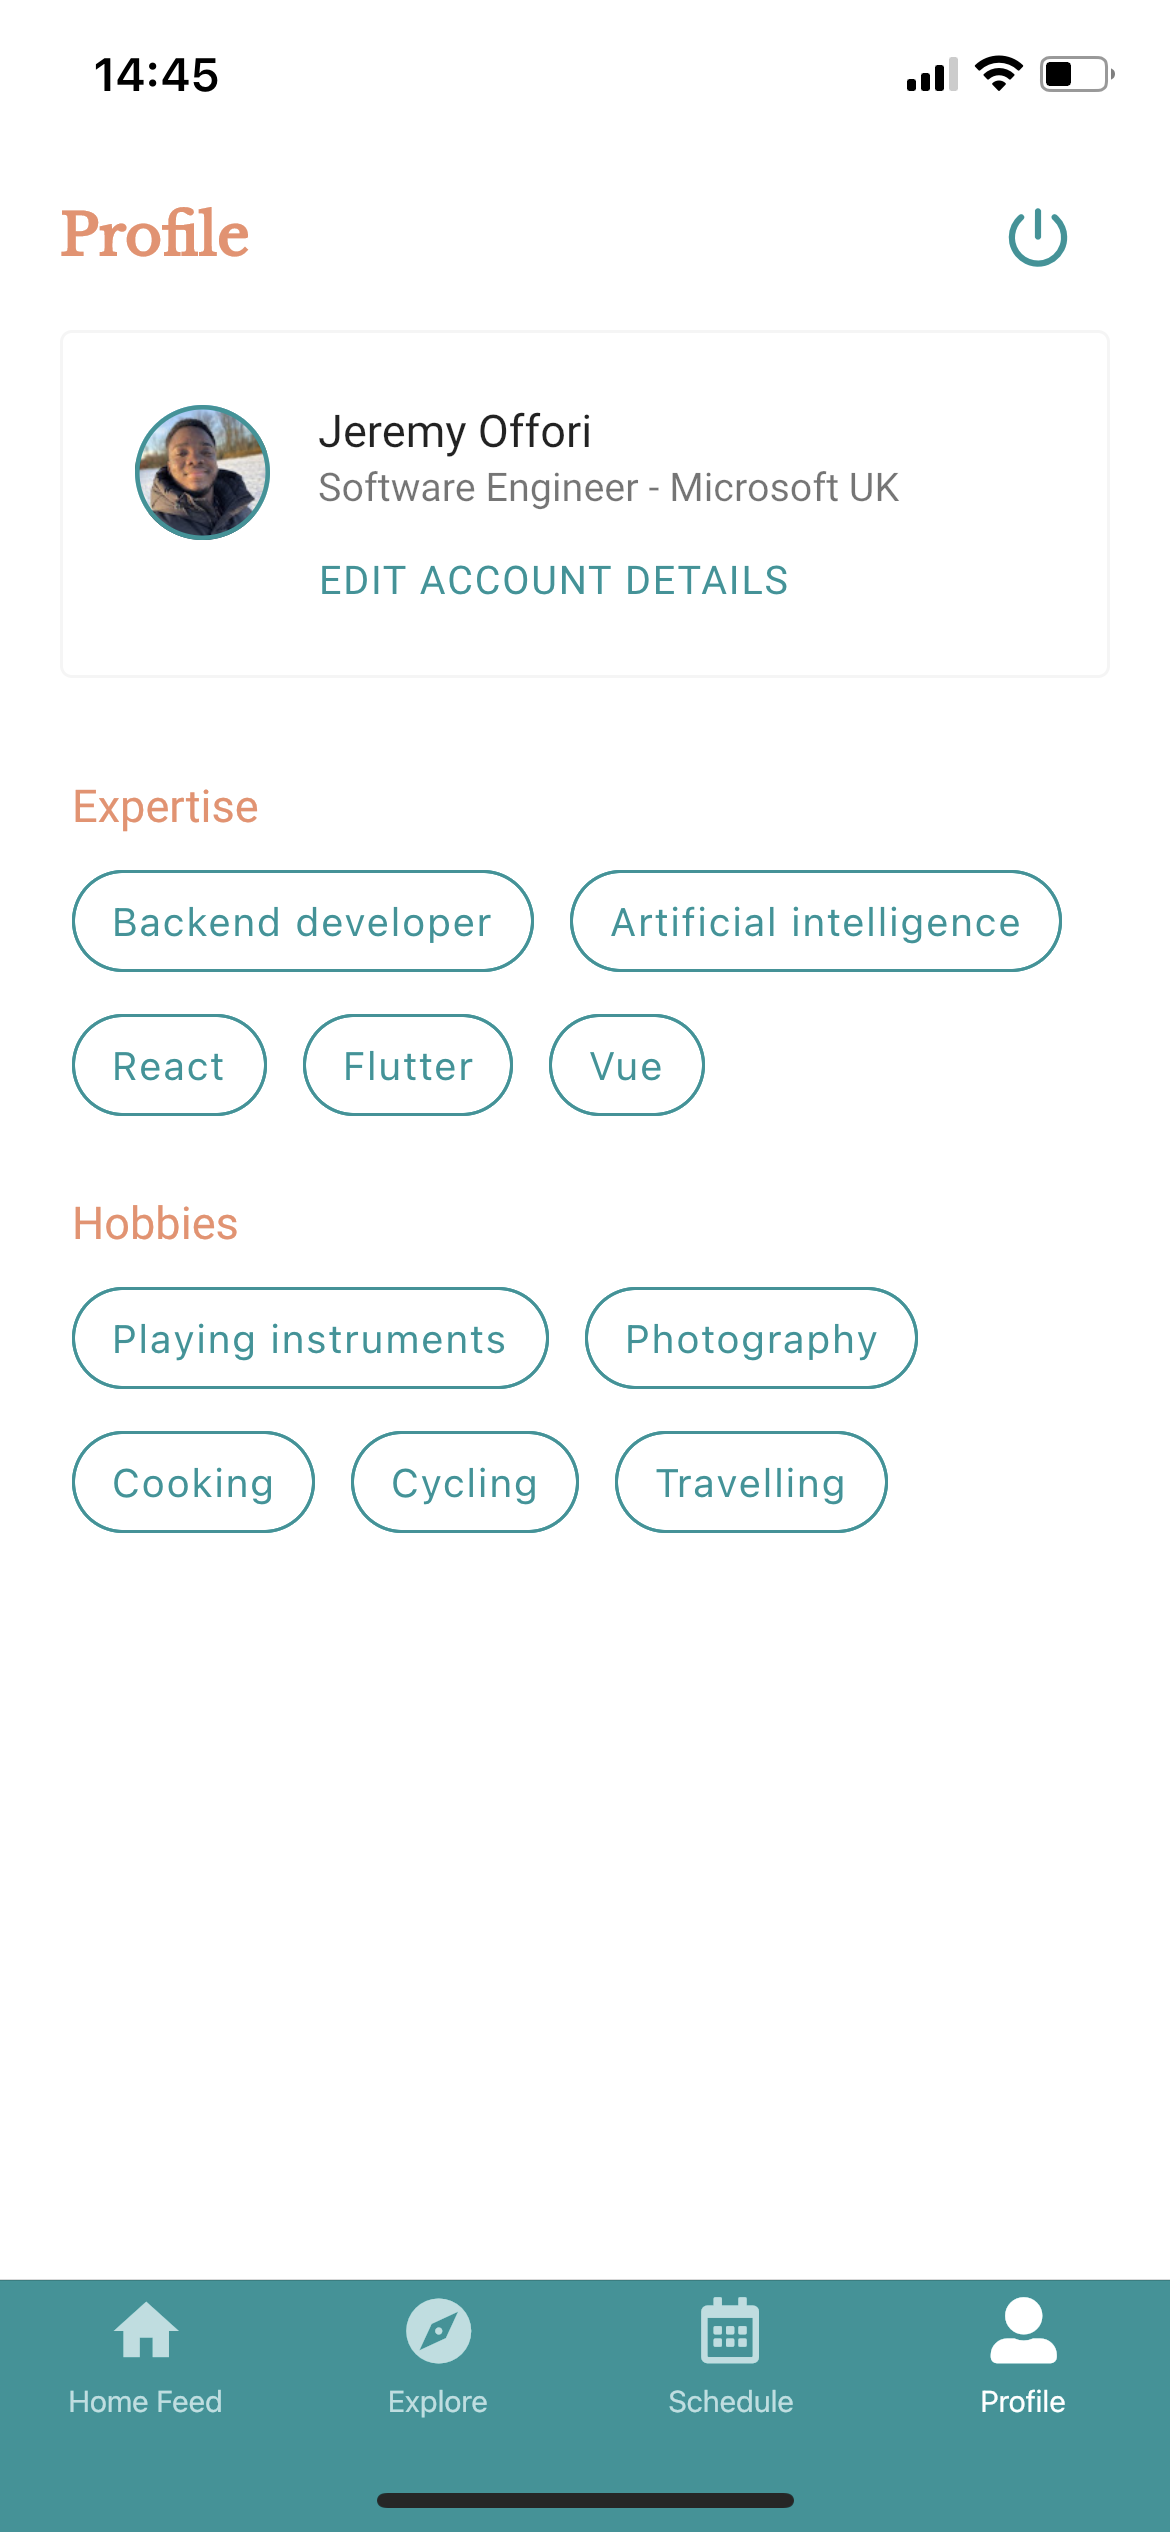 14:45
Profile
Jeremy Offori
Software Engineer - Microsoft UK
EDIT ACCOUNT DETAILS
Expertise
Backend developer Artificial intelligence
React Flutter Vue
Hobbies
Playing instruments Photography
Cooking Cycling Travelling
Home Feed Explore Schedule Profile